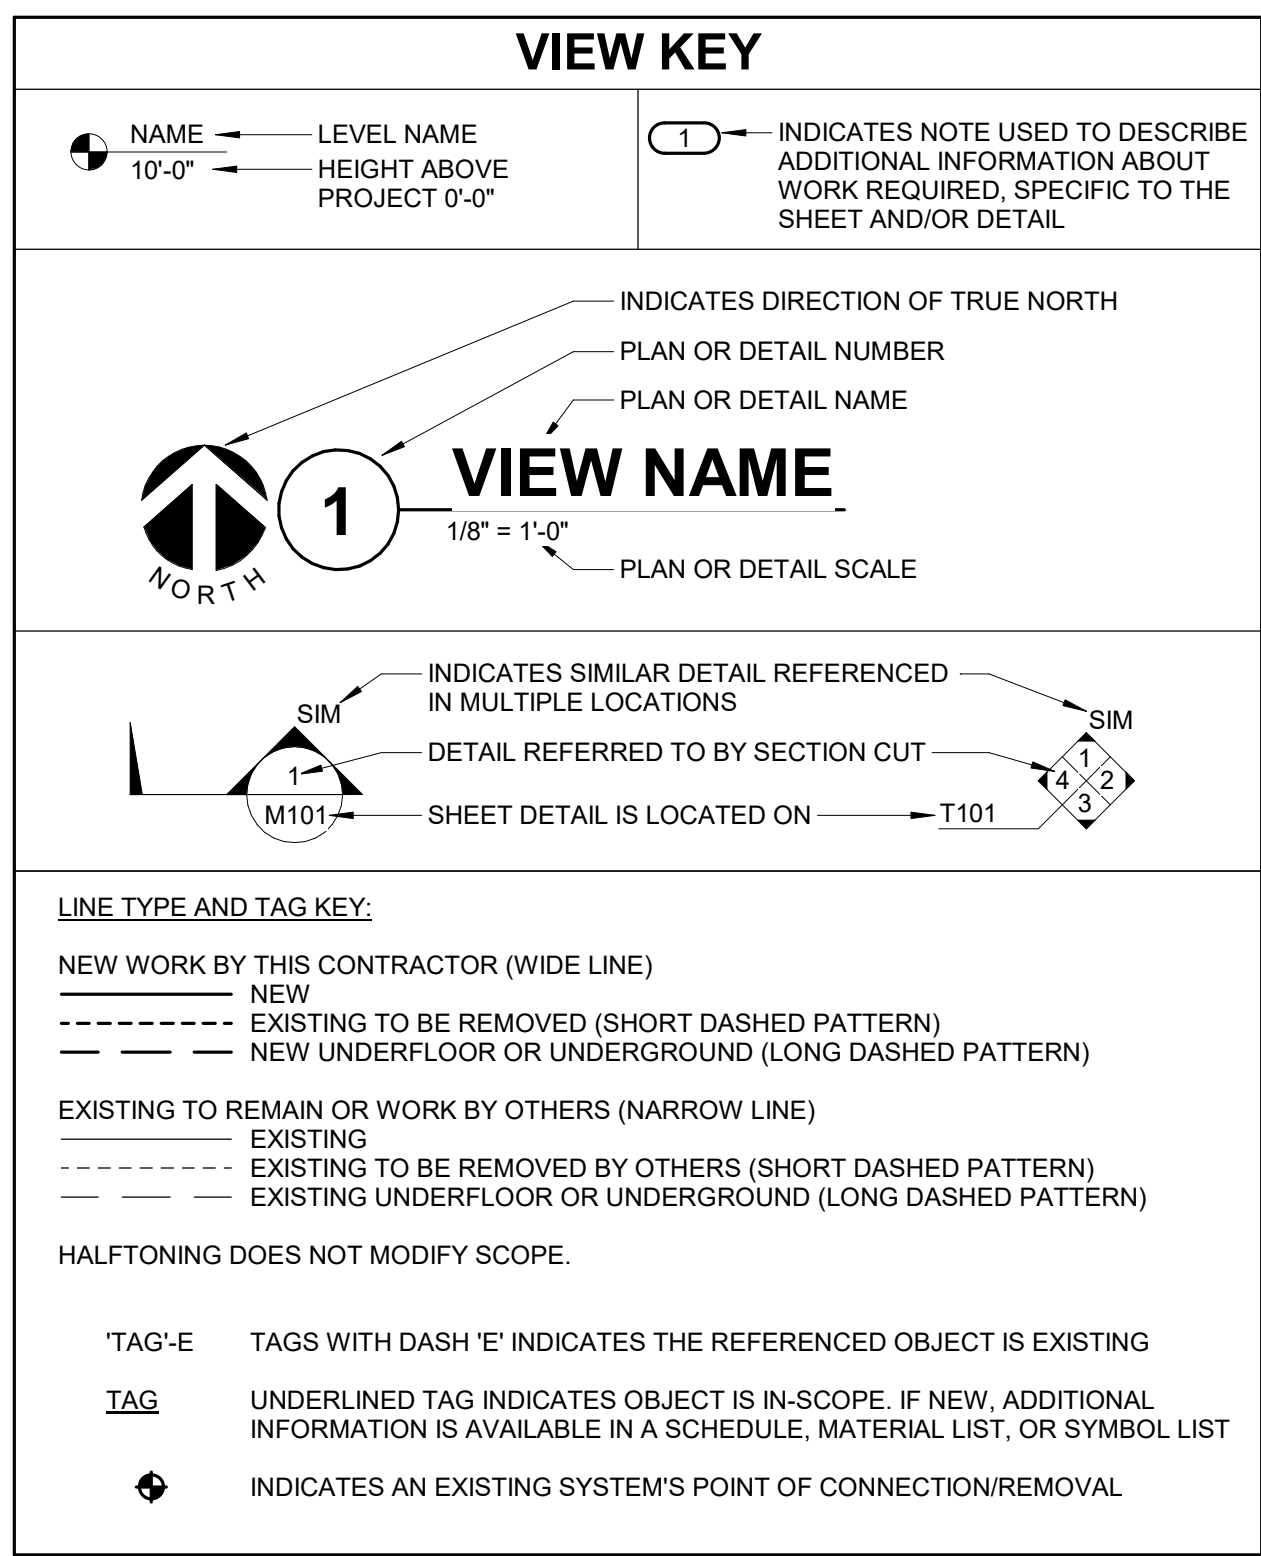 VIEW KEY
NAME
10'-0"
LEVEL NAME
HEIGHT ABOVE
PROJECT 0'-0"
1
INDICATES NOTE USED TO DESCRIBE
ADDITIONAL INFORMATION ABOUT
WORK REQUIRED, SPECIFIC TO THE
SHEET AND/OR DETAIL
INDICATES DIRECTION OF TRUE NORTH
PLAN OR DETAIL NUMBER
PLAN OR DETAIL NAME
NORTH
1
VIEW NAME
1/8" = 1'-0"
PLAN OR DETAIL SCALE
SIM
INDICATES SIMILAR DETAIL REFERENCED
IN MULTIPLE LOCATIONS
SIM
1
DETAIL REFERRED TO BY SECTION CUT
1
4 2
3
M101
SHEET DETAIL IS LOCATED ON
T101
LINE TYPE AND TAG KEY:
NEW WORK BY THIS CONTRACTOR (WIDE LINE)
NEW
EXISTING TO BE REMOVED (SHORT DASHED PATTERN)
NEW UNDERFLOOR OR UNDERGROUND (LONG DASHED PATTERN)
EXISTING TO REMAIN OR WORK BY OTHERS (NARROW LINE)
EXISTING
EXISTING TO BE REMOVED BY OTHERS (SHORT DASHED PATTERN)
EXISTING UNDERFLOOR OR UNDERGROUND (LONG DASHED PATTERN)
HALFTONING DOES NOT MODIFY SCOPE.
'TAG'-E TAGS WITH DASH 'E' INDICATES THE REFERENCED OBJECT IS EXISTING
TAG UNDERLINED TAG INDICATES OBJECT IS IN-SCOPE. IF NEW, ADDITIONAL
INFORMATION IS AVAILABLE IN A SCHEDULE, MATERIAL LIST, OR SYMBOL LIST
INDICATES AN EXISTING SYSTEM'S POINT OF CONNECTION/REMOVAL